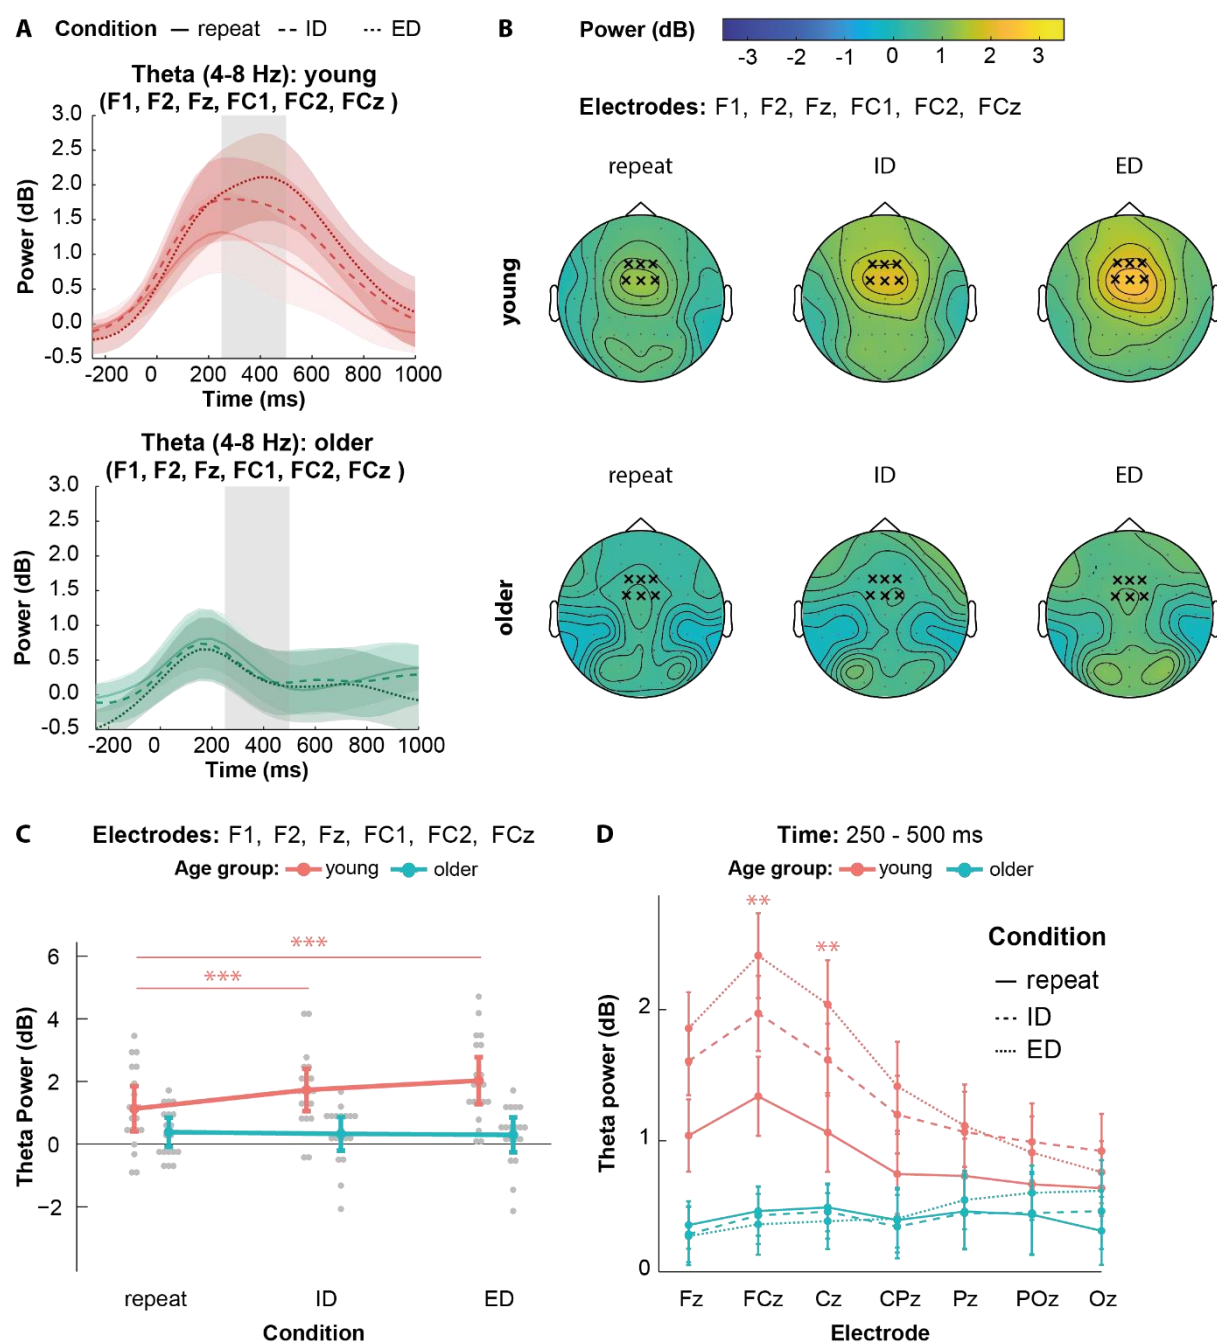 A Condition repeat ID ED
Theta (4-8 Hz): young
(F1, F2, Fz, FC1, FC2, FCz )
3.0
2.5
2.0
1.5
1.0
0.5
0.0
-0.5
Power (dB)
-200 0 200 400 600 800 1000
Time (ms)
Theta (4-8 Hz): older
(F1, F2, Fz, FC1, FC2, FCz )
3.0
2.5
2.0
1.5
1.0
0.5
0.0
-0.5
Power (dB)
-200 0 200 400 600 800 1000
Time (ms)
B Power (dB)
-3 -2 -1 0 1 2 3
Electrodes: F1, F2, Fz, FC1, FC2, FCz
repeat ID ED
young
repeat ID ED
older
C Electrodes: F1, F2, Fz, FC1, FC2, FCz
Age group: young older
***
***
6
4
2
0
−2
Theta Power (dB)
repeat ID ED
Condition
D Time: 250 - 500 ms
Age group: young older
**
**
Condition
repeat
ID
ED
2
1
0
Theta power (dB)
Fz FCz Cz CPz Pz POz Oz
Electrode